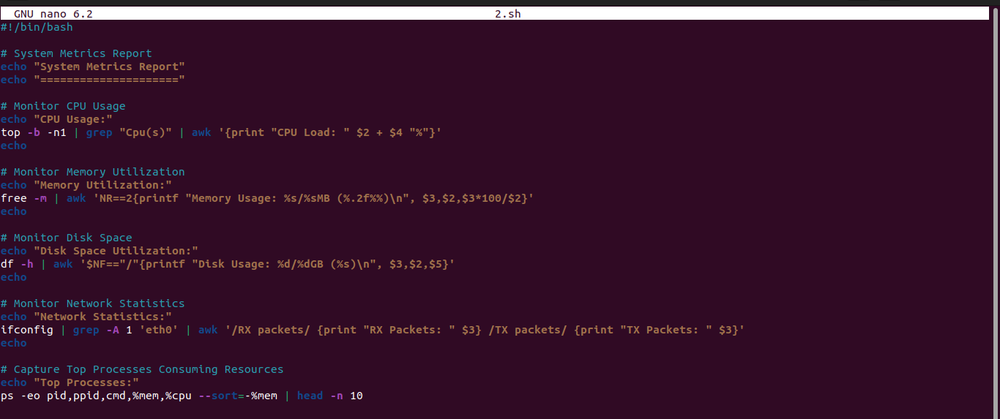 GNU nano 6.2 2.sh
#!/bin/bash
# System Metrics Report
echo "System Metrics Report"
echo "====================="
# Monitor CPU Usage
echo "CPU Usage:"
top -b -n1 | grep "Cpu(s)" | awk '{print "CPU Load: " $2 + $4 "%"}'
echo
# Monitor Memory Utilization
echo "Memory Utilization:"
free -m | awk 'NR==2{printf "Memory Usage: %s/%sMB (%.2f%%)\n", $3,$2,$3*100/$2}'
echo
# Monitor Disk Space
echo "Disk Space Utilization:"
df -h | awk '$NF=="/"{printf "Disk Usage: %d/%dGB (%s)\n", $3,$2,$5}'
echo
# Monitor Network Statistics
echo "Network Statistics:"
ifconfig | grep -A 1 'eth0' | awk '/RX packets/ {print "RX Packets: " $3} /TX packets/ {print "TX Packets: " $3}'
echo
# Capture Top Processes Consuming Resources
echo "Top Processes:"
ps -eo pid,ppid,cmd,%mem,%cpu --sort=-%mem | head -n 10